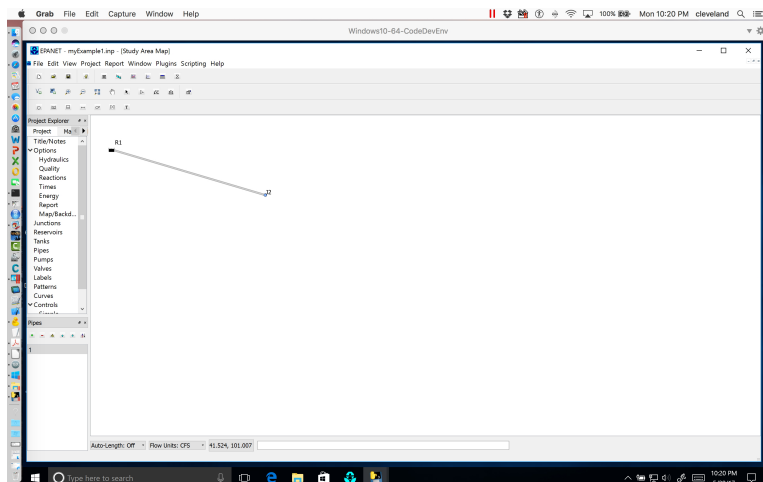 Grab File Edit Capture Window Help 100% Mon 10:20 PM cleveland
Windows10-64-CodeDevEnv
EPANET - myExample1.inp - [Study Area Map]
File Edit View Project Report Window Plugins Scripting Help
Project Explorer
Project Ma
Title/Notes
Options
Hydraulics
Quality
Reactions
Times
Energy
Report
Map/Backd...
Junctions
Reservoirs
Tanks
Pipes
Pumps
Valves
Labels
Patterns
Curves
Controls
R1
J2
Pipes
1
Auto-Length: Off Flow Units: CFS 41.524, 101.007
Type here to search
10:20 PM